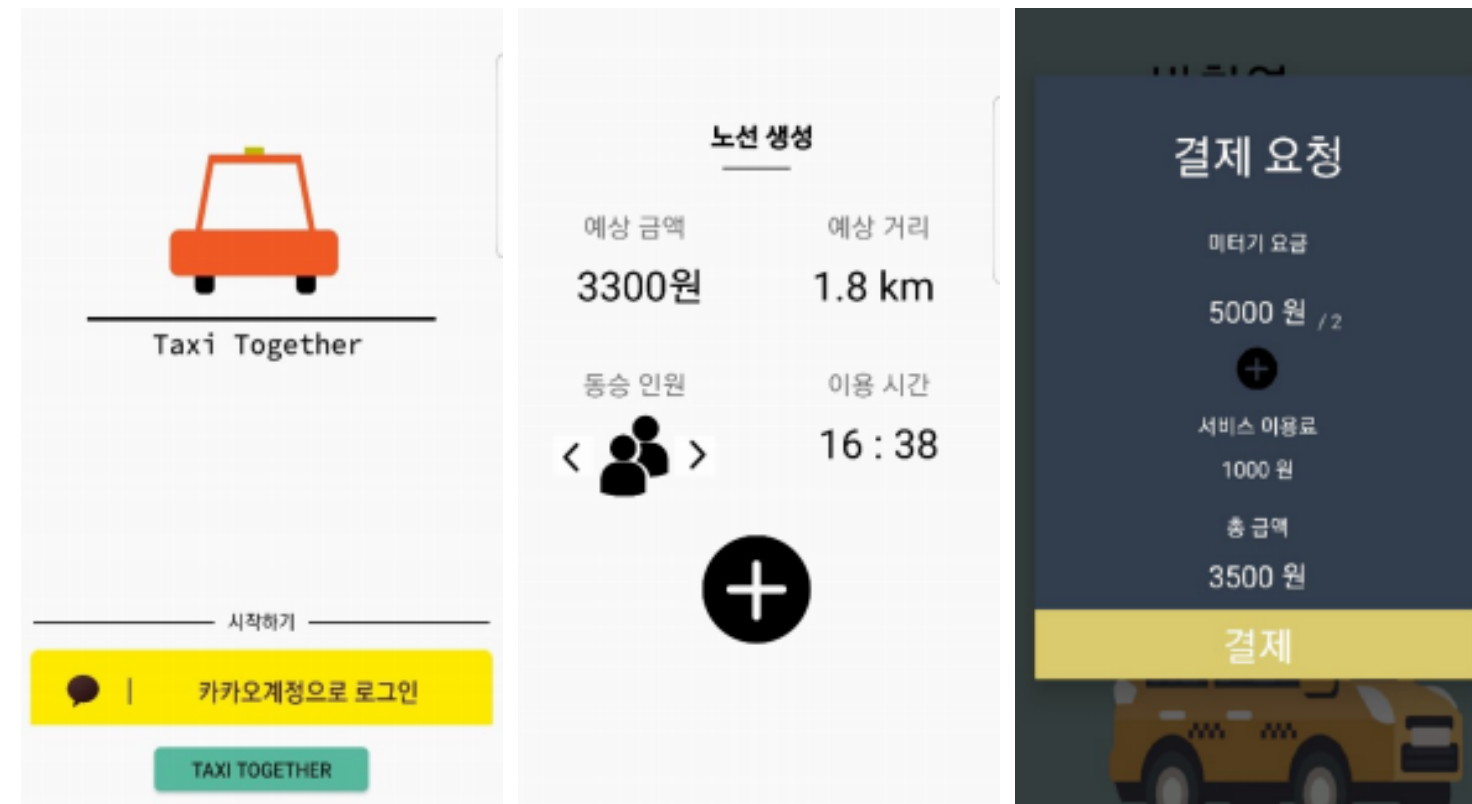 Taxi Together
시작하기
카카오계정으로 로그인
TAXI TOGETHER
노선 생성
예상 금액
예상 거리
3300원
1.8 km
동승 인원
이용 시간
<
>
16 : 38
결제 요청
미터기 요금
5000 원 / 2
서비스 이용료
1000 원
총 금액
3500 원
결제